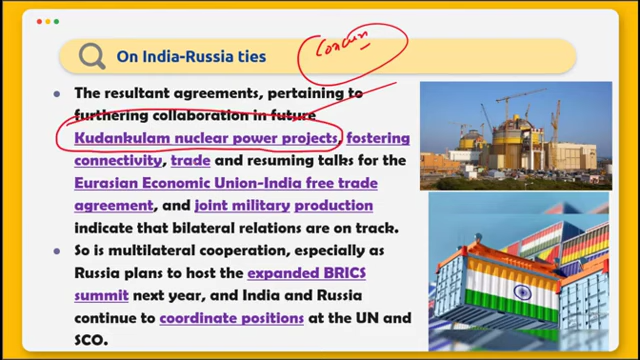 On India-Russia ties
The resultant agreements, pertaining to
furthering collaboration in future
Kudankulam nuclear power projects, fostering
connectivity, trade and resuming talks for the
Eurasian Economic Union-India free trade
agreement, and joint military production
indicate that bilateral relations are on track.
So is multilateral cooperation, especially as
Russia plans to host the expanded BRICS
summit next year, and India and Russia
continue to coordinate positions at the UN and
SCO.